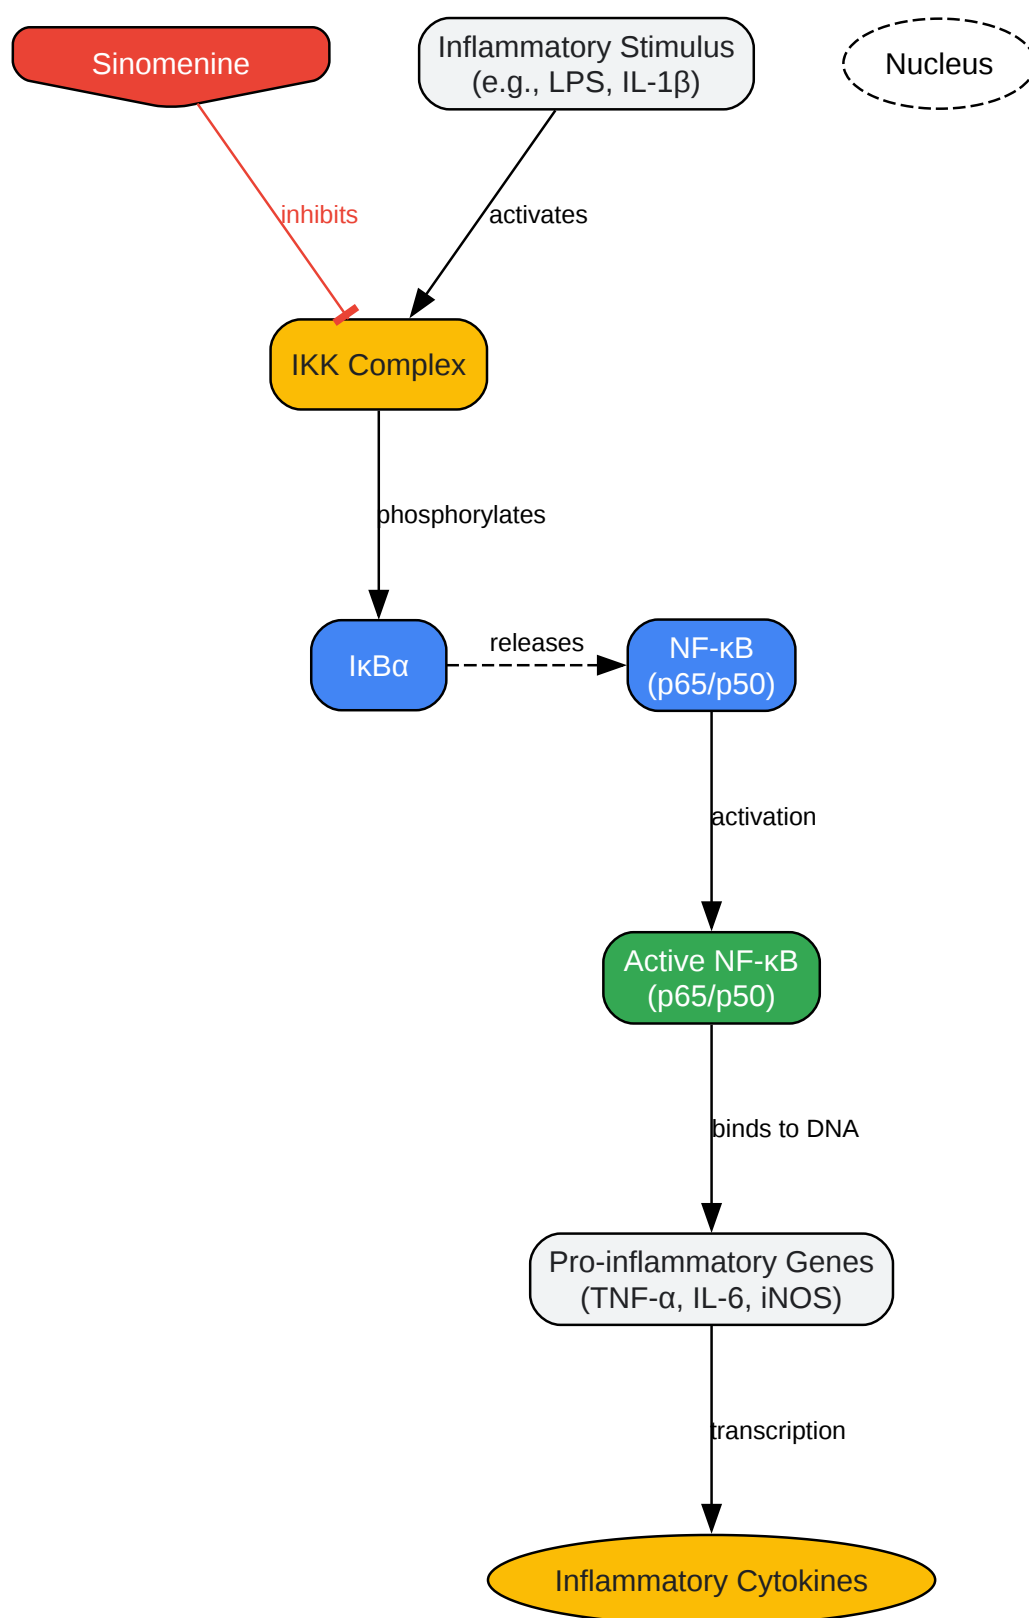 Sinomenine
Inflammatory Stimulus
(e.g., LPS, IL-1β)
Nucleus
inhibits
activates
IKK Complex
phosphorylates
IκBα
releases
NF-κB
(p65/p50)
activation
Active NF-κB
(p65/p50)
binds to DNA
Pro-inflammatory Genes
(TNF-α, IL-6, iNOS)
transcription
Inflammatory Cytokines